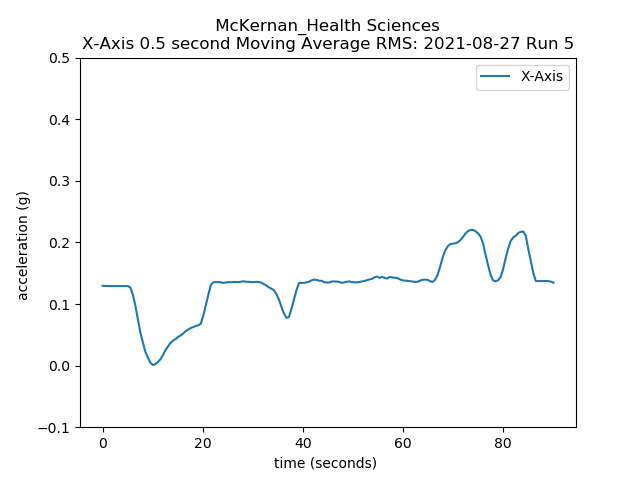 McKernan_Health Sciences
X-Axis 0.5 second Moving Average RMS: 2021-08-27 Run 5
X-Axis
0.5
0.4
0.3
0.2
0.1
0.0
−0.1
acceleration (g)
0 20 40 60 80
time (seconds)